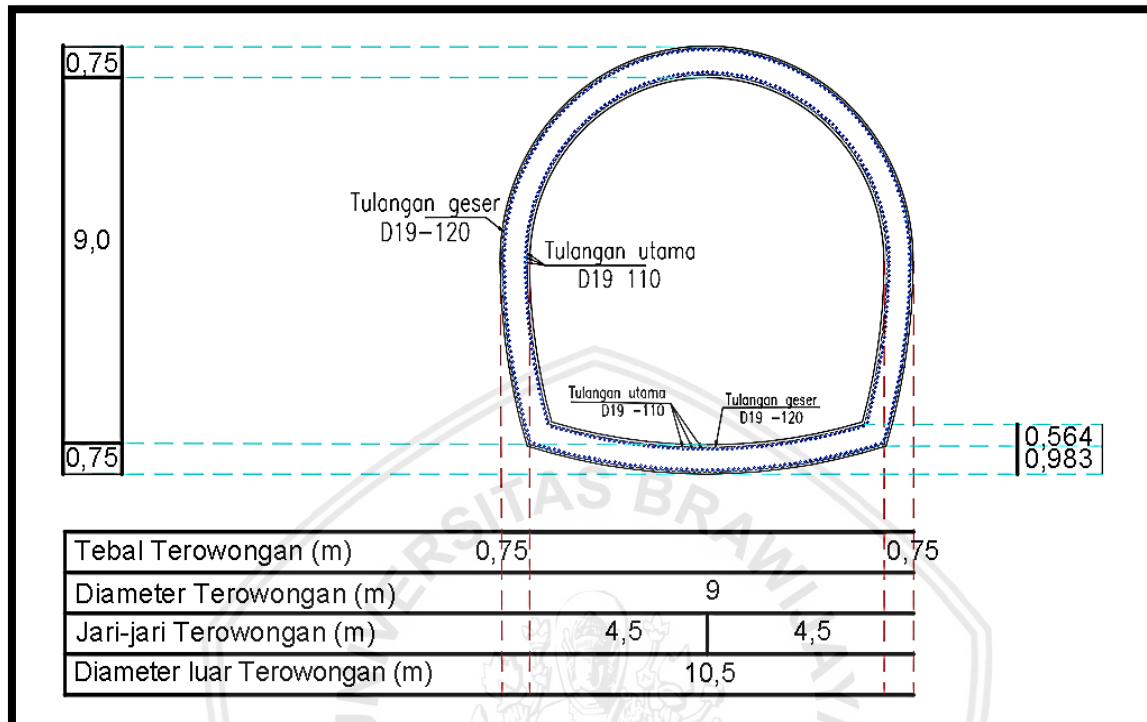 0,75
9,0
0,75
Tulangan geser
D19-120
Tulangan utama
D19 110
Tulangan utama
D19 -110
Tulangan geser
D19 -120
0,564
0,983
Tebal Terowongan (m) 0,75 0,75
Diameter Terowongan (m) 9
Jari-jari Terowongan (m) 4,5 4,5
Diameter luar Terowongan (m) 10,5
UNIVERSITAS BRAWIJAYA